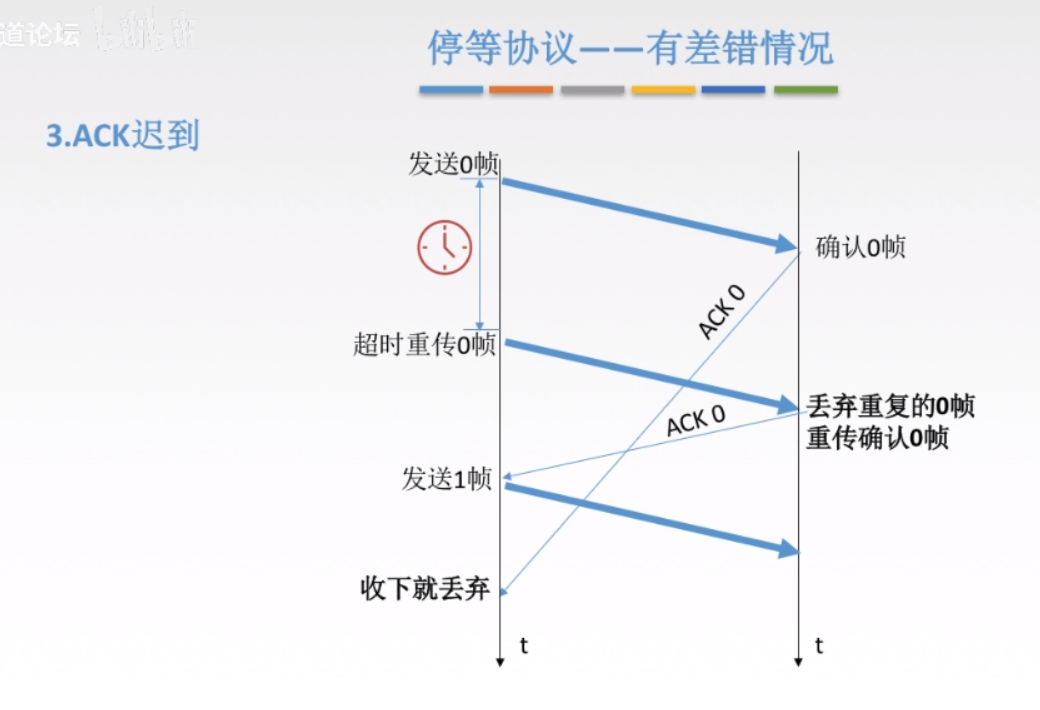 道论坛
停等协议——有差错情况
3.ACK迟到
发送0帧
确认0帧
ACK 0
超时重传0帧
丢弃重复的0帧
重传确认0帧
ACK 0
发送1帧
收下就丢弃
t
t